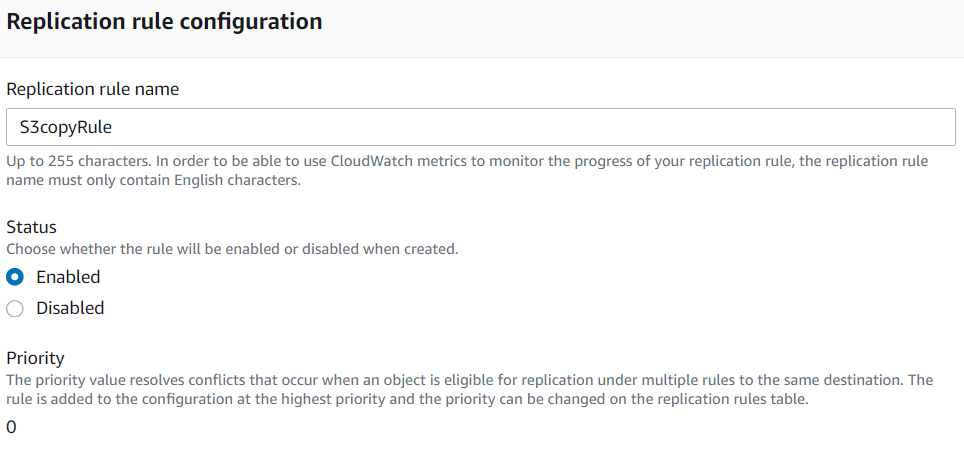 Replication rule configuration
Replication rule name
S3copyRule
Up to 255 characters. In order to be able to use CloudWatch metrics to monitor the progress of your replication rule, the replication rule
name must only contain English characters.
Status
Choose whether the rule will be enabled or disabled when created.
Enabled
Disabled
Priority
The priority value resolves conflicts that occur when an object is eligible for replication under multiple rules to the same destination. The
rule is added to the configuration at the highest priority and the priority can be changed on the replication rules table.
0